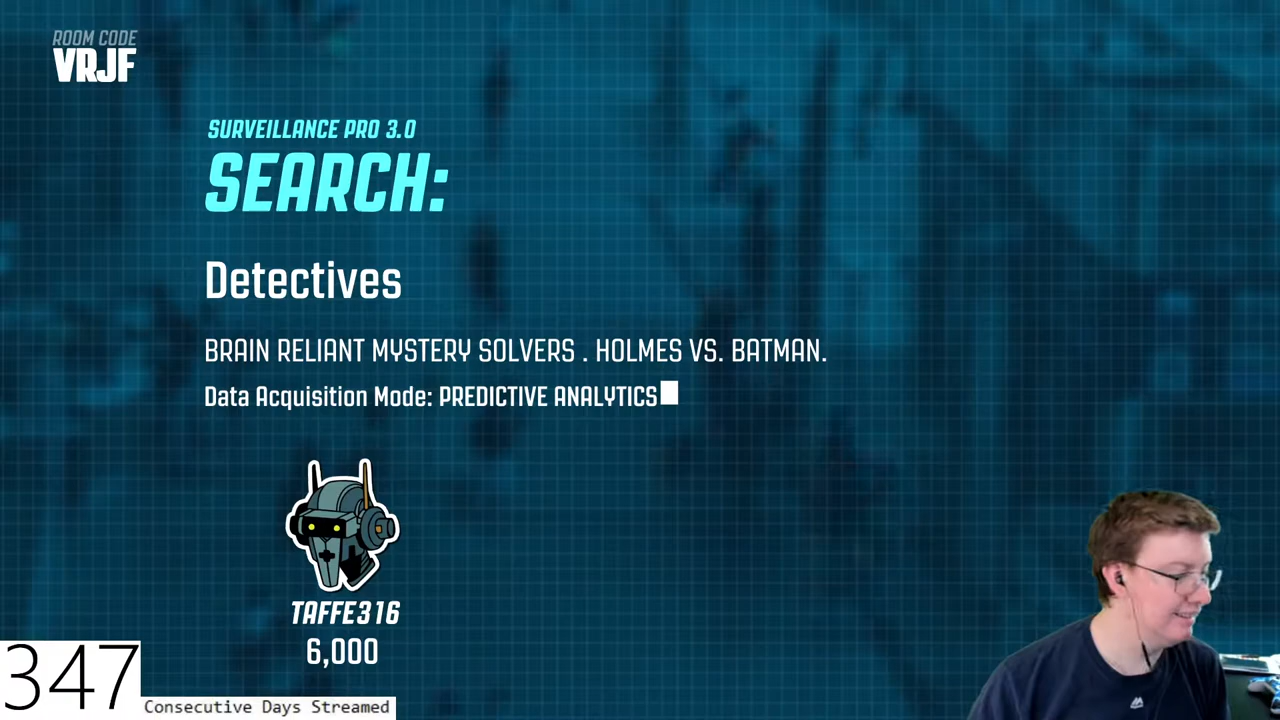 ROOM CODE
VRJF
SURVEILLANCE PRO 3.0
SEARCH:
Detectives
BRAIN RELIANT MYSTERY SOLVERS . HOLMES VS. BATMAN.
Data Acquisition Mode: PREDICTIVE ANALYTICS
TAFFE316
6,000
347 Consecutive Days Streamed